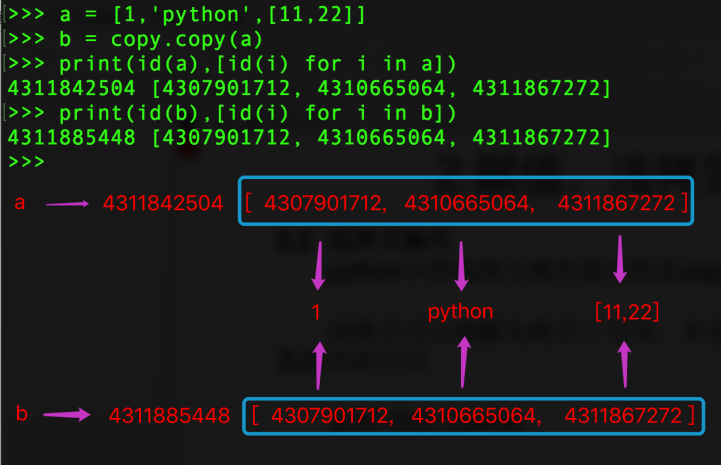 >>> a = [1,'python',[11,22]]
>>> b = copy.copy(a)
>>> print(id(a),[id(i) for i in a])
4311842504 [4307901712, 4310665064, 4311867272]
>>> print(id(b),[id(i) for i in b])
4311885448 [4307901712, 4310665064, 4311867272]
>>>
a 4311842504 [ 4307901712, 4310665064, 4311867272 ]
1 python [11,22]
b 4311885448 [ 4307901712, 4310665064, 4311867272 ]